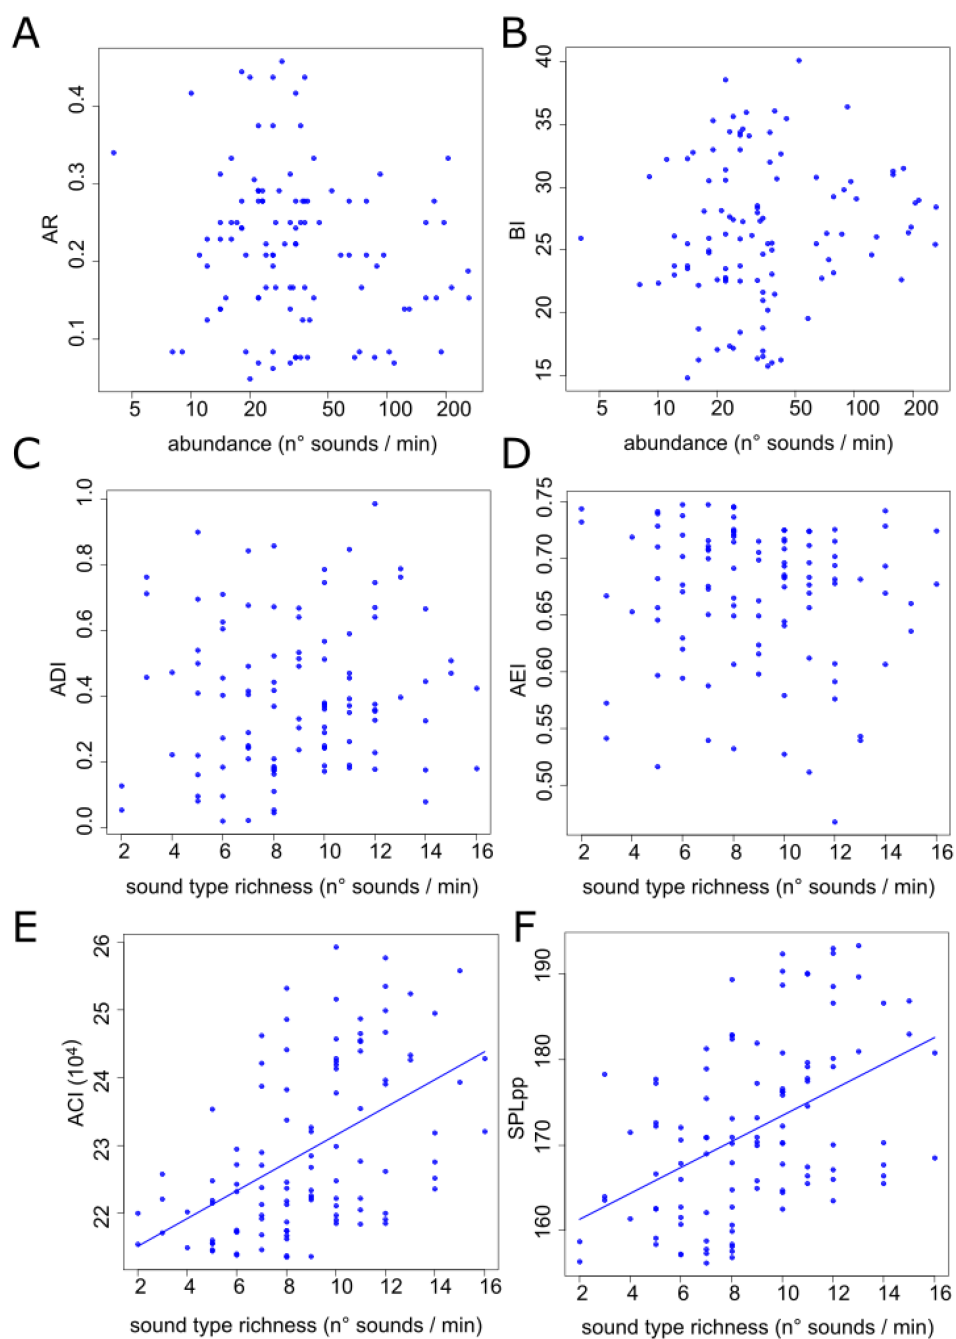 A
B
AR
0.1
0.2
0.3
0.4
5 10 20 50 100 200
abundance (n° sounds / min)
BI
15
20
25
30
35
40
5 10 20 50 100 200
abundance (n° sounds / min)
C
D
ADI
0.0
0.2
0.4
0.6
0.8
1.0
2 4 6 8 10 12 14 16
sound type richness (n° sounds / min)
AEI
0.50
0.55
0.60
0.65
0.70
0.75
2 4 6 8 10 12 14 16
sound type richness (n° sounds / min)
E
F
ACI (10⁴)
22
23
24
25
26
2 4 6 8 10 12 14 16
sound type richness (n° sounds / min)
SPLpp
160
170
180
190
2 4 6 8 10 12 14 16
sound type richness (n° sounds / min)